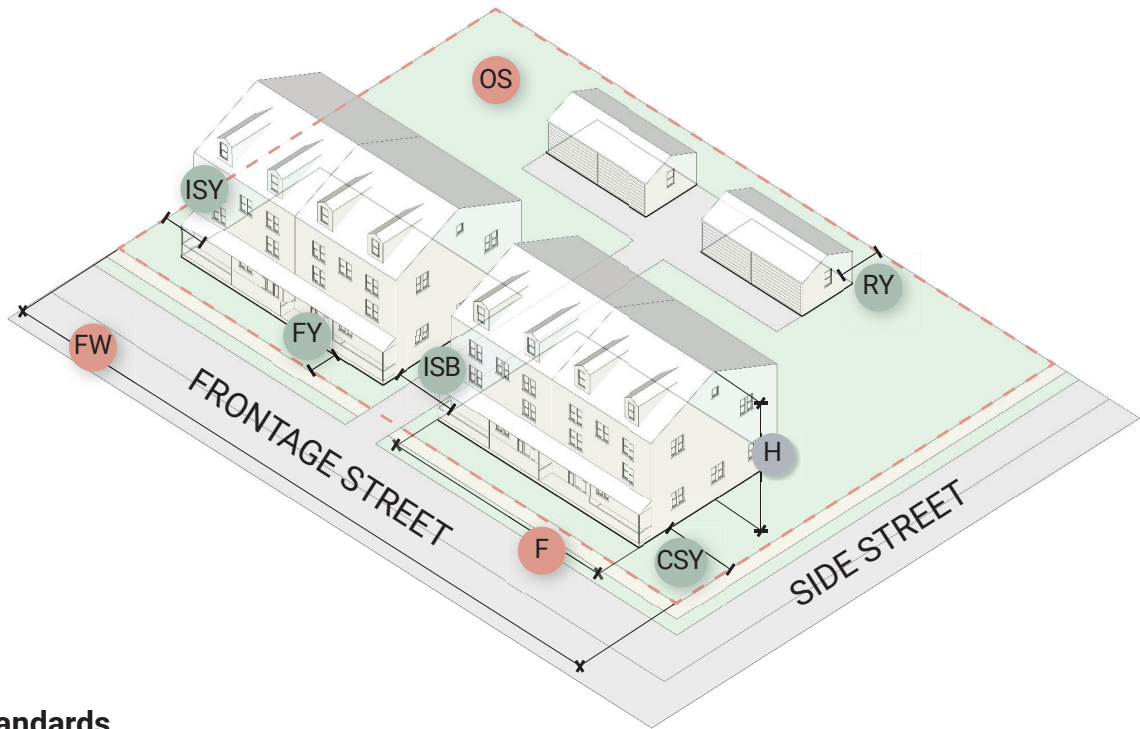 OS
ISY
RY
FY
FW
ISB
FRONTAGE STREET
H
F
CSY
SIDE STREET
andards